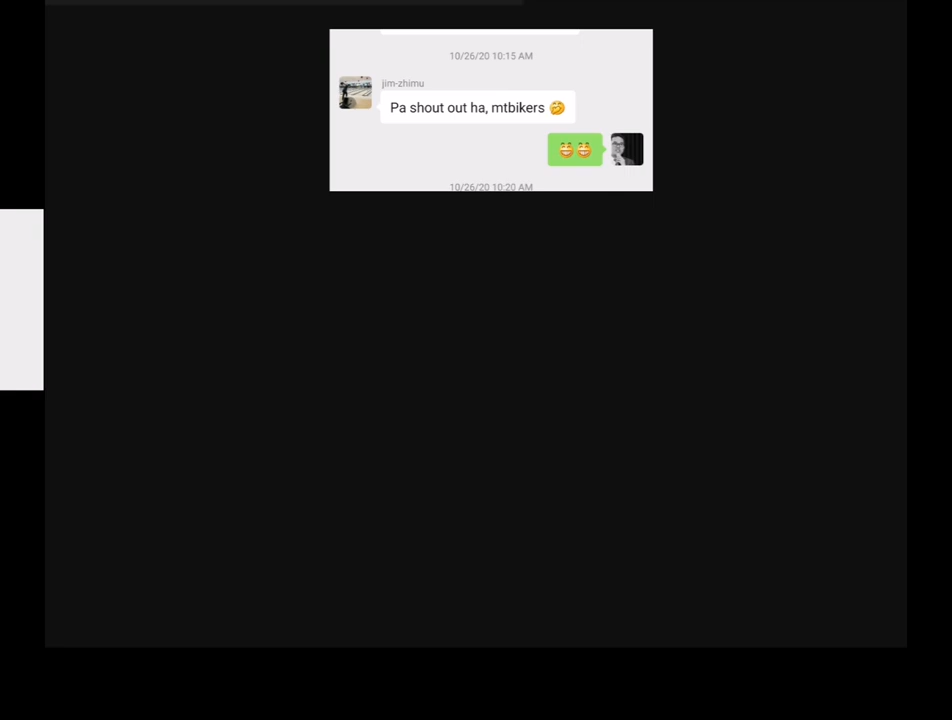 10/26/20 10:15 AM
jim-zhimu
Pa shout out ha, mtbikers 🤣
😆😆
10/26/20 10:20 AM